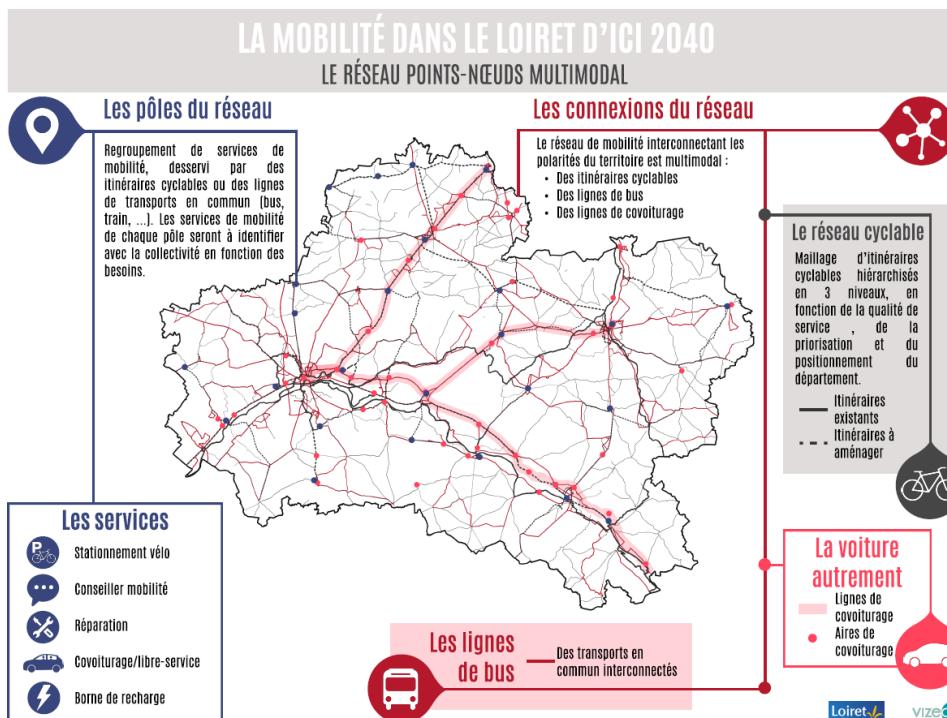 LA MOBILITÉ DANS LE LOIRET D'ICI 2040
LE RÉSEAU POINTS-NŒUDS MULTIMODAL
Les pôles du réseau
Regroupement de services de
mobilité, desservi par des
itinéraires cyclables ou des lignes
de transports en commun (bus,
train, ...). Les services de mobilité
de chaque pôle seront à identifier
avec la collectivité en fonction des
besoins.
Les connexions du réseau
Le réseau de mobilité interconnectant les
polarités du territoire est multimodal :
• Des itinéraires cyclables
• Des lignes de bus
• Des lignes de covoiturage
Le réseau cyclable
Maillage d'itinéraires
cyclables hiérarchisés
en 3 niveaux, en
fonction de la qualité de
service , de la
priorisation et du
positionnement du
département.
Itinéraires
existants
Itinéraires à
aménager
Les services
P
Stationnement vélo
Conseiller mobilité
Réparation
Covoiturage/libre-service
Borne de recharge
Les lignes
de bus
Des transports en
commun interconnectés
La voiture
autrement
Lignes de
covoiturage
Aires de
covoiturage
Loiret